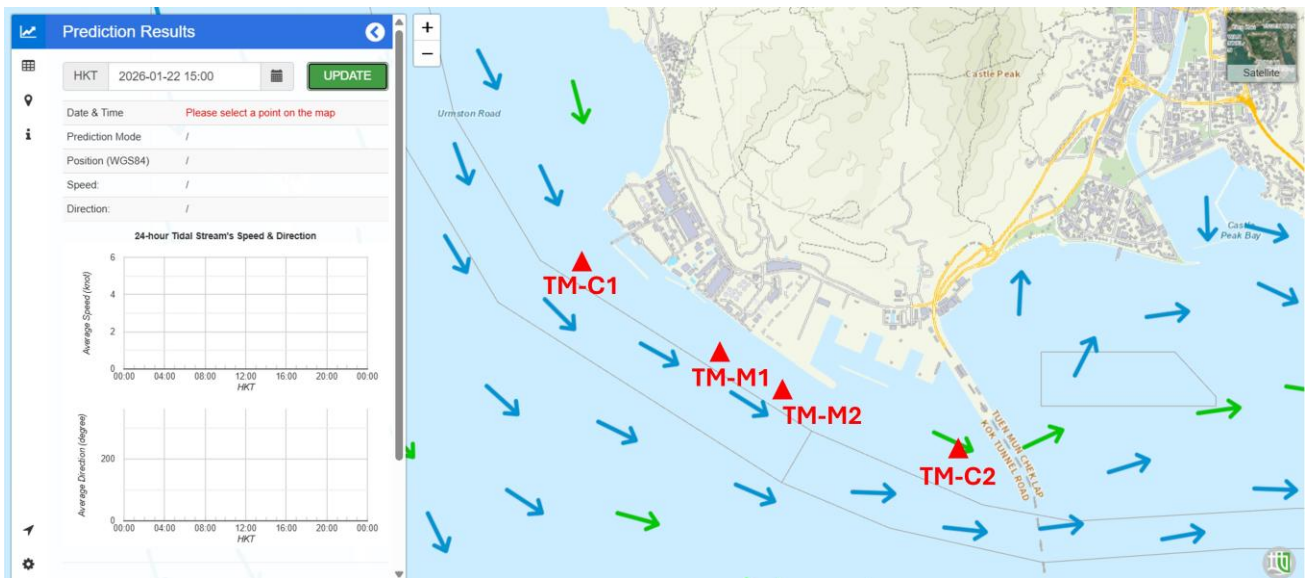 Prediction Results
HKT 2026-01-22 15:00 UPDATE
Date & Time Please select a point on the map
Prediction Mode /
Position (WGS84) /
Speed: /
Direction: /
24-hour Tidal Stream's Speed & Direction
Average Speed (knot)
6
4
2
0
00:00 04:00 08:00 12:00 16:00 20:00 00:00
HKT
Average Direction (degree)
200
0
00:00 04:00 08:00 12:00 16:00 20:00 00:00
HKT
+
−
Urmston Road
Castle Peak
Satellite
Castle
Peak Bay
TM-C1
TM-M1
TM-M2
TM-C2
TUEN MUN CHEK LAP
KOK TUNNEL ROAD